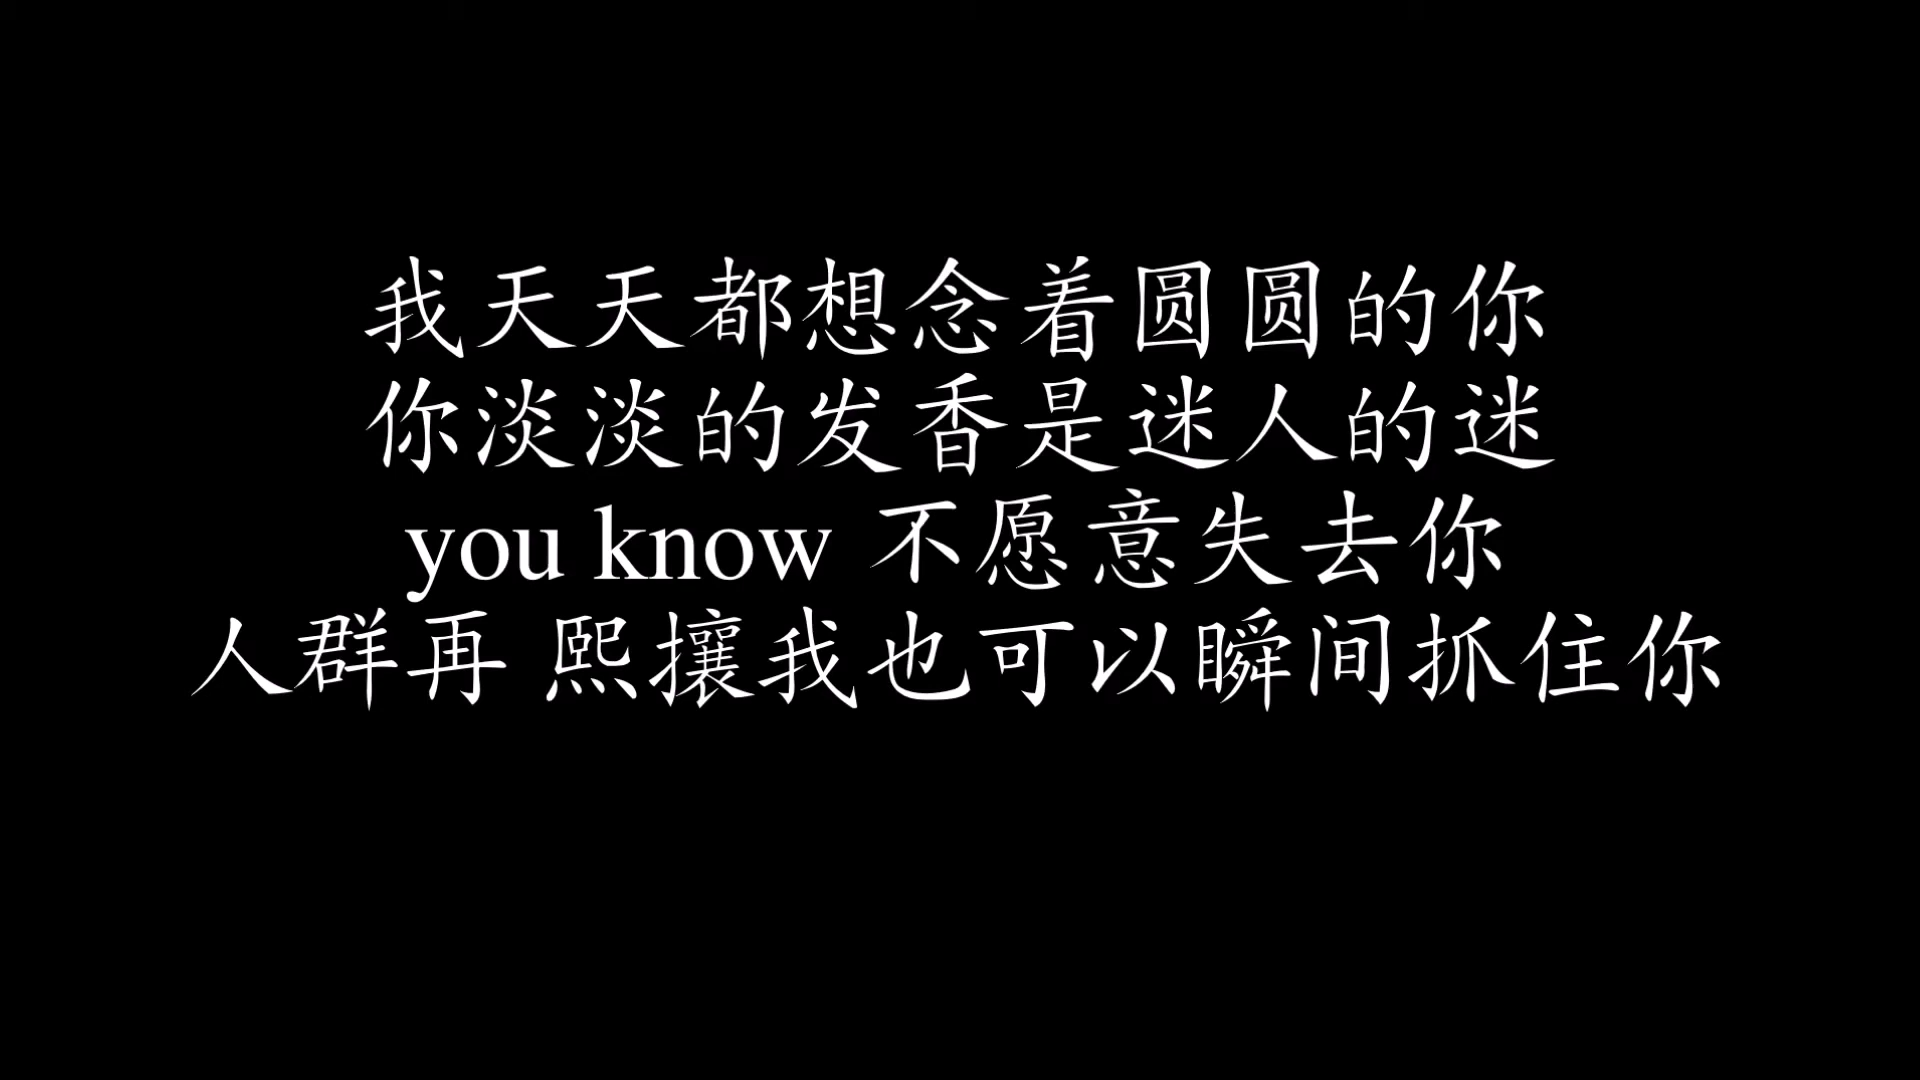 我天天都想念着圆圆的你
你淡淡的发香是迷人的迷
you know 不愿意失去你
人群再 熙攘我也可以瞬间抓住你